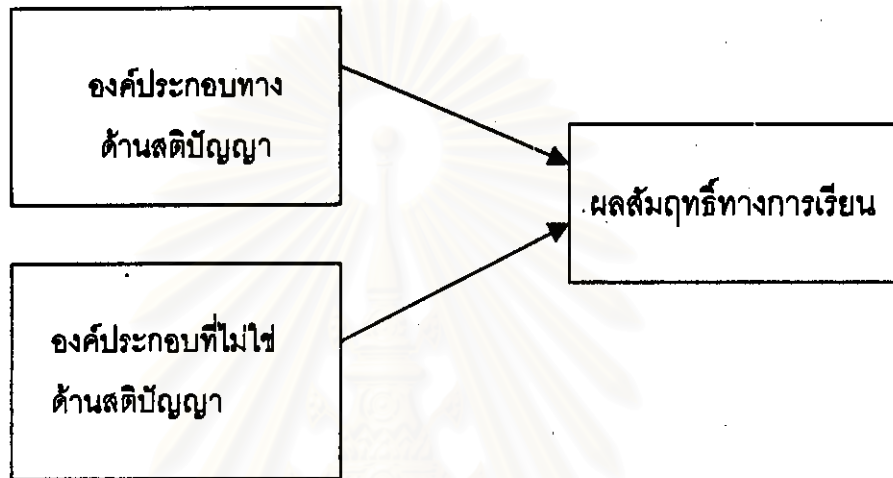 องค์ประกอบทาง
ด้านสติปัญญา
ผลสัมฤทธิ์ทางการเรียน
องค์ประกอบที่ไม่ใช่
ด้านสติปัญญา